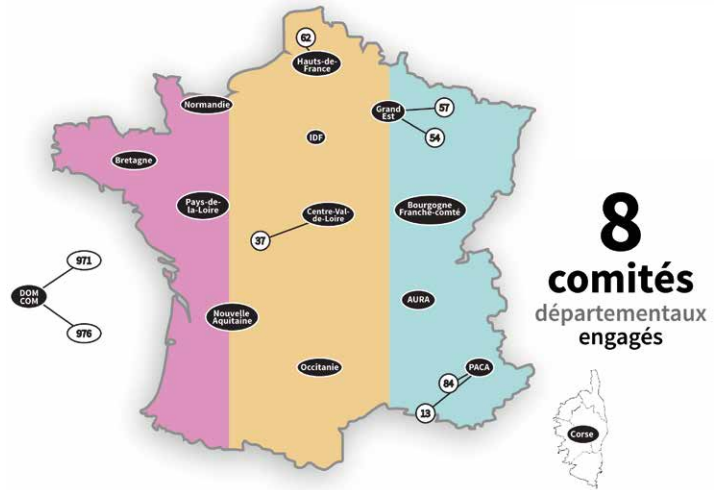 62
Hauts-de-
France
Normandie
Grand
Est
57
54
IDF
Bretagne
Pays-de-
la-Loire
Centre-Val-
de-Loire
37
Bourgogne
Franche-comté
8
comités
départementaux
engagés
971
DOM
COM
976
AURA
Nouvelle
Aquitaine
Occitanie
PACA
84
13
Corse